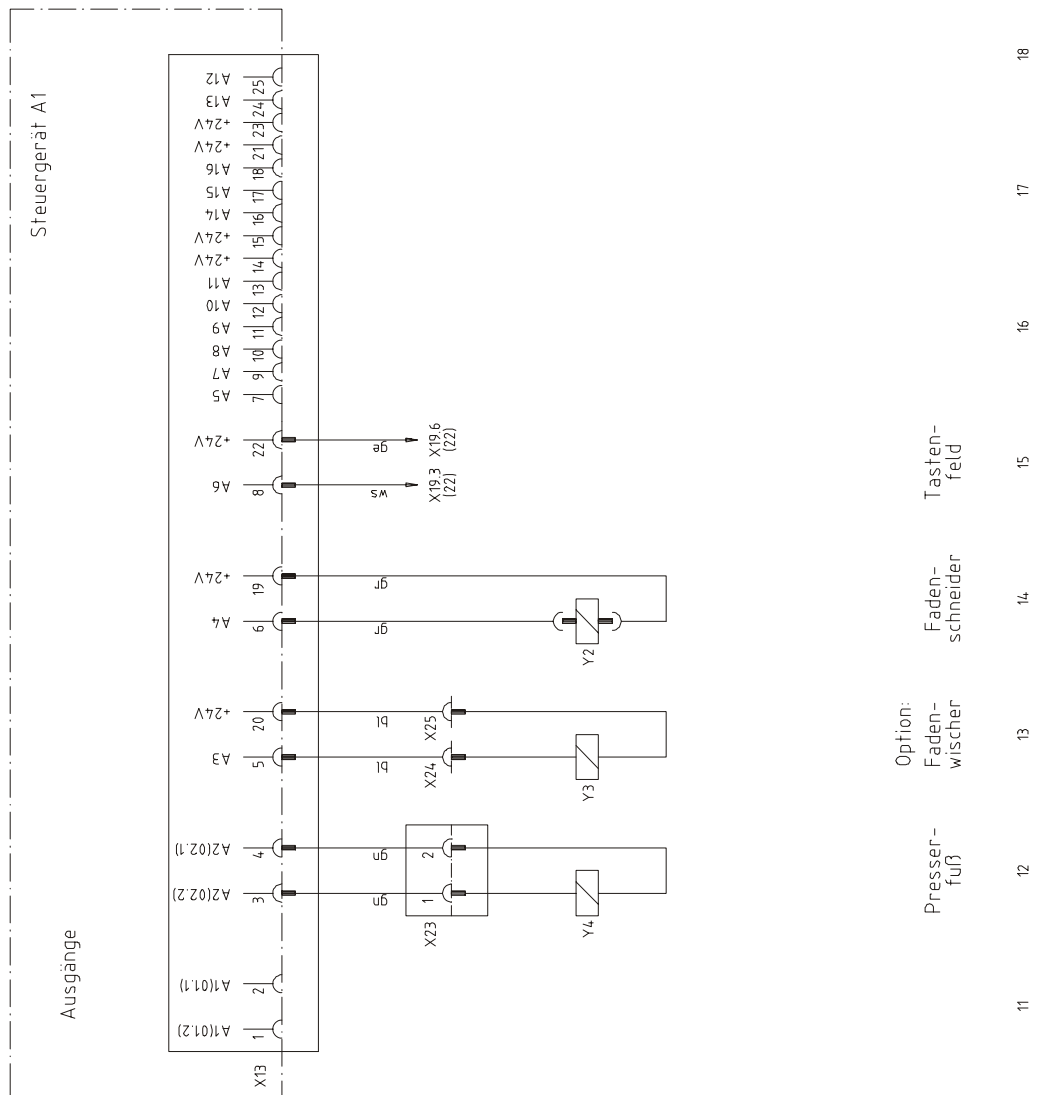 Steuergerät A1
Ausgänge
X13
A1(01.2)
1
A1(01.1)
2
A2(02.2)
3
A2(02.1)
4
A3
5
+24V
20
A4
6
+24V
19
A6
8
+24V
22
A5
7
A7
9
A8
10
A9
11
A10
12
A11
13
+24V
14
+24V
15
A14
16
A15
17
A16
18
+24V
21
+24V
23
A13
24
A12
25
gn
gn
bl
bl
gr
gr
ws
ge
X23
1
2
X24
X25
X19.3
(22)
X19.6
(22)
Y4
Y3
Y2
Presser-
fuß
Option:
Faden-
wischer
Faden-
schneider
Tasten-
feld
11
12
13
14
15
16
17
18